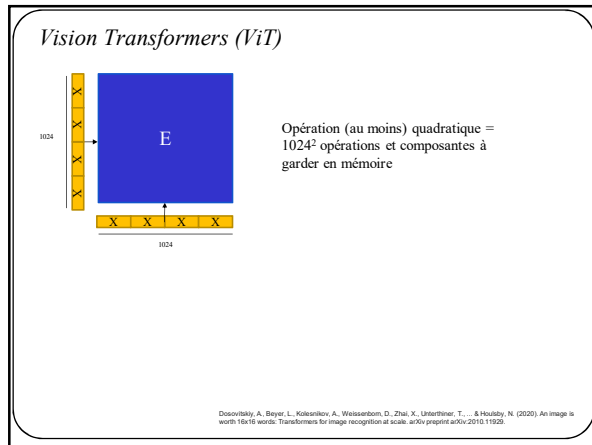 Vision Transformers (ViT)
X
X
X
X
1024
E
X X X X
1024
Opération (au moins) quadratique =
1024² opérations et composantes à
garder en mémoire
Dosovitskiy, A., Beyer, L., Kolesnikov, A., Weissenborn, D., Zhai, X., Unterthiner, T., ... & Houlsby, N. (2020). An image is
worth 16x16 words: Transformers for image recognition at scale. arXiv preprint arXiv:2010.11929.